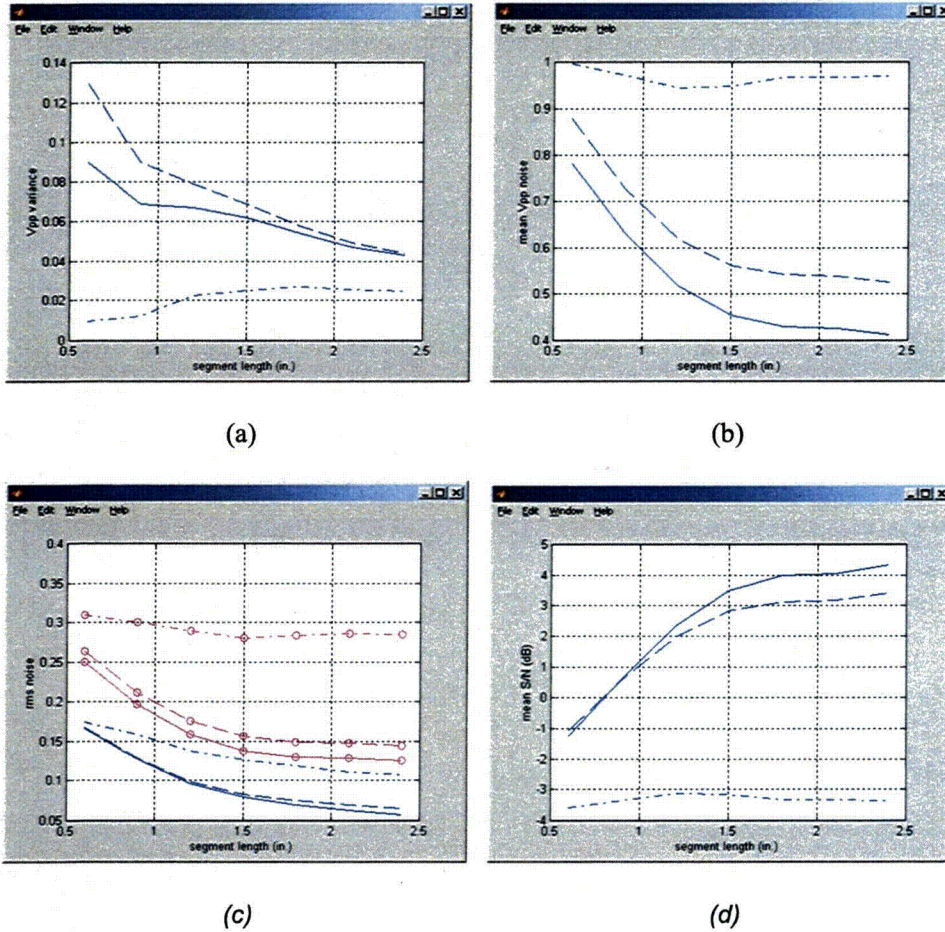 File Edit Window Help
0.14
0.12
0.1
0.08
0.06
0.04
0.02
0
Vpp variance
0.5 1 1.5 2 2.5
segment length (in.)
(a)
File Edit Window Help
1
0.9
0.8
0.7
0.6
0.5
0.4
mean Vpp noise
0.5 1 1.5 2 2.5
segment length (in.)
(b)
File Edit Window Help
0.4
0.35
0.3
0.25
0.2
0.15
0.1
0.05
rms noise
0.5 1 1.5 2 2.5
segment length (in.)
(c)
File Edit Window Help
5
4
3
2
1
0
-1
-2
-3
-4
mean S/N (dB)
0.5 1 1.5 2 2.5
segment length (in.)
(d)